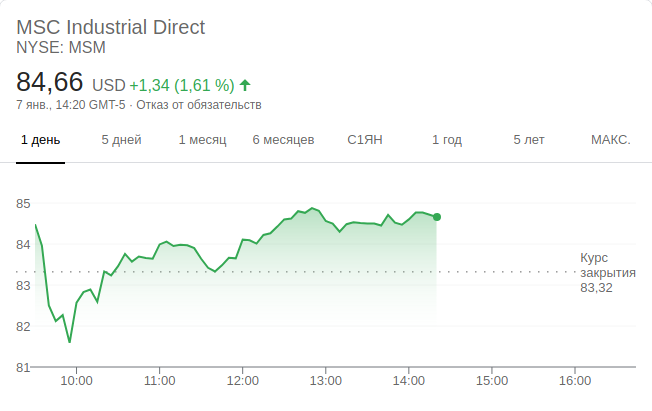 MSC Industrial Direct
NYSE: MSM
84,66 USD +1,34 (1,61 %)
7 янв., 14:20 GMT-5 · Отказ от обязательств
1 день 5 дней 1 месяц 6 месяцев С1ЯН 1 год 5 лет МАКС.
85
84
Курс
закрытия
83,32
83
82
81
10:00 11:00 12:00 13:00 14:00 15:00 16:00